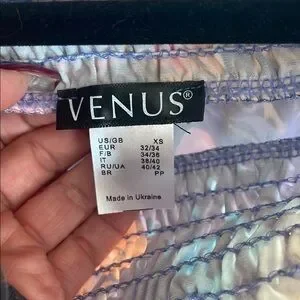 VENUS®
US/GB XS
EUR 32/34
F/B 34/36
IT 38/40
RU/UA 40/42
BR PP
Made in Ukraine